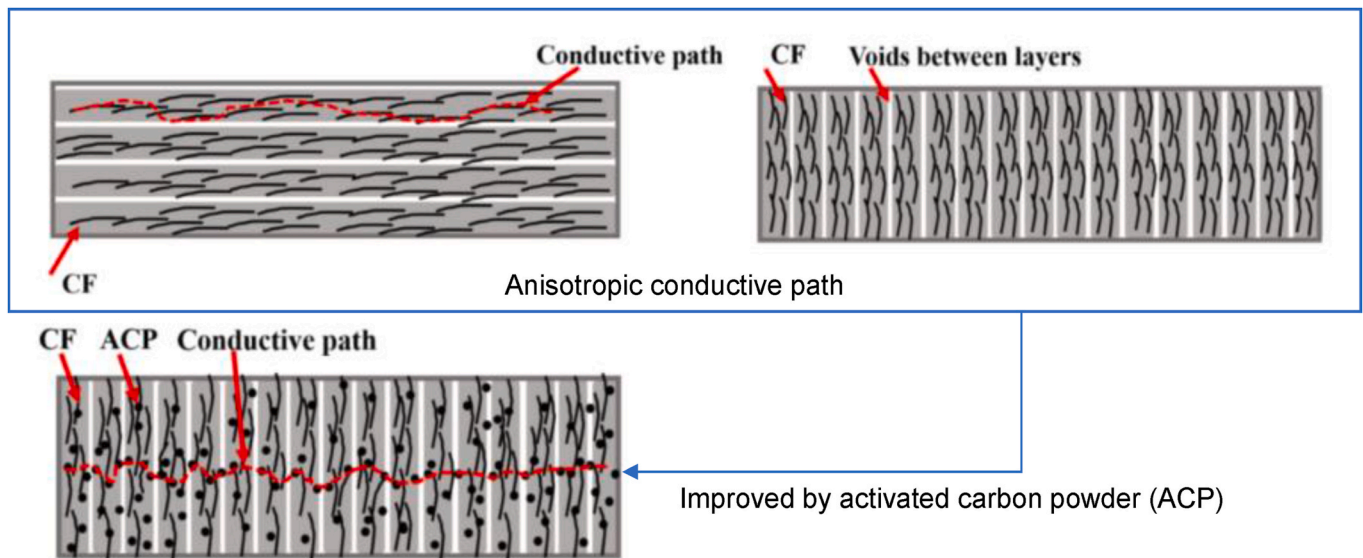 Conductive path
CF
Voids between layers
CF
Anisotropic conductive path
CF ACP Conductive path
Improved by activated carbon powder (ACP)